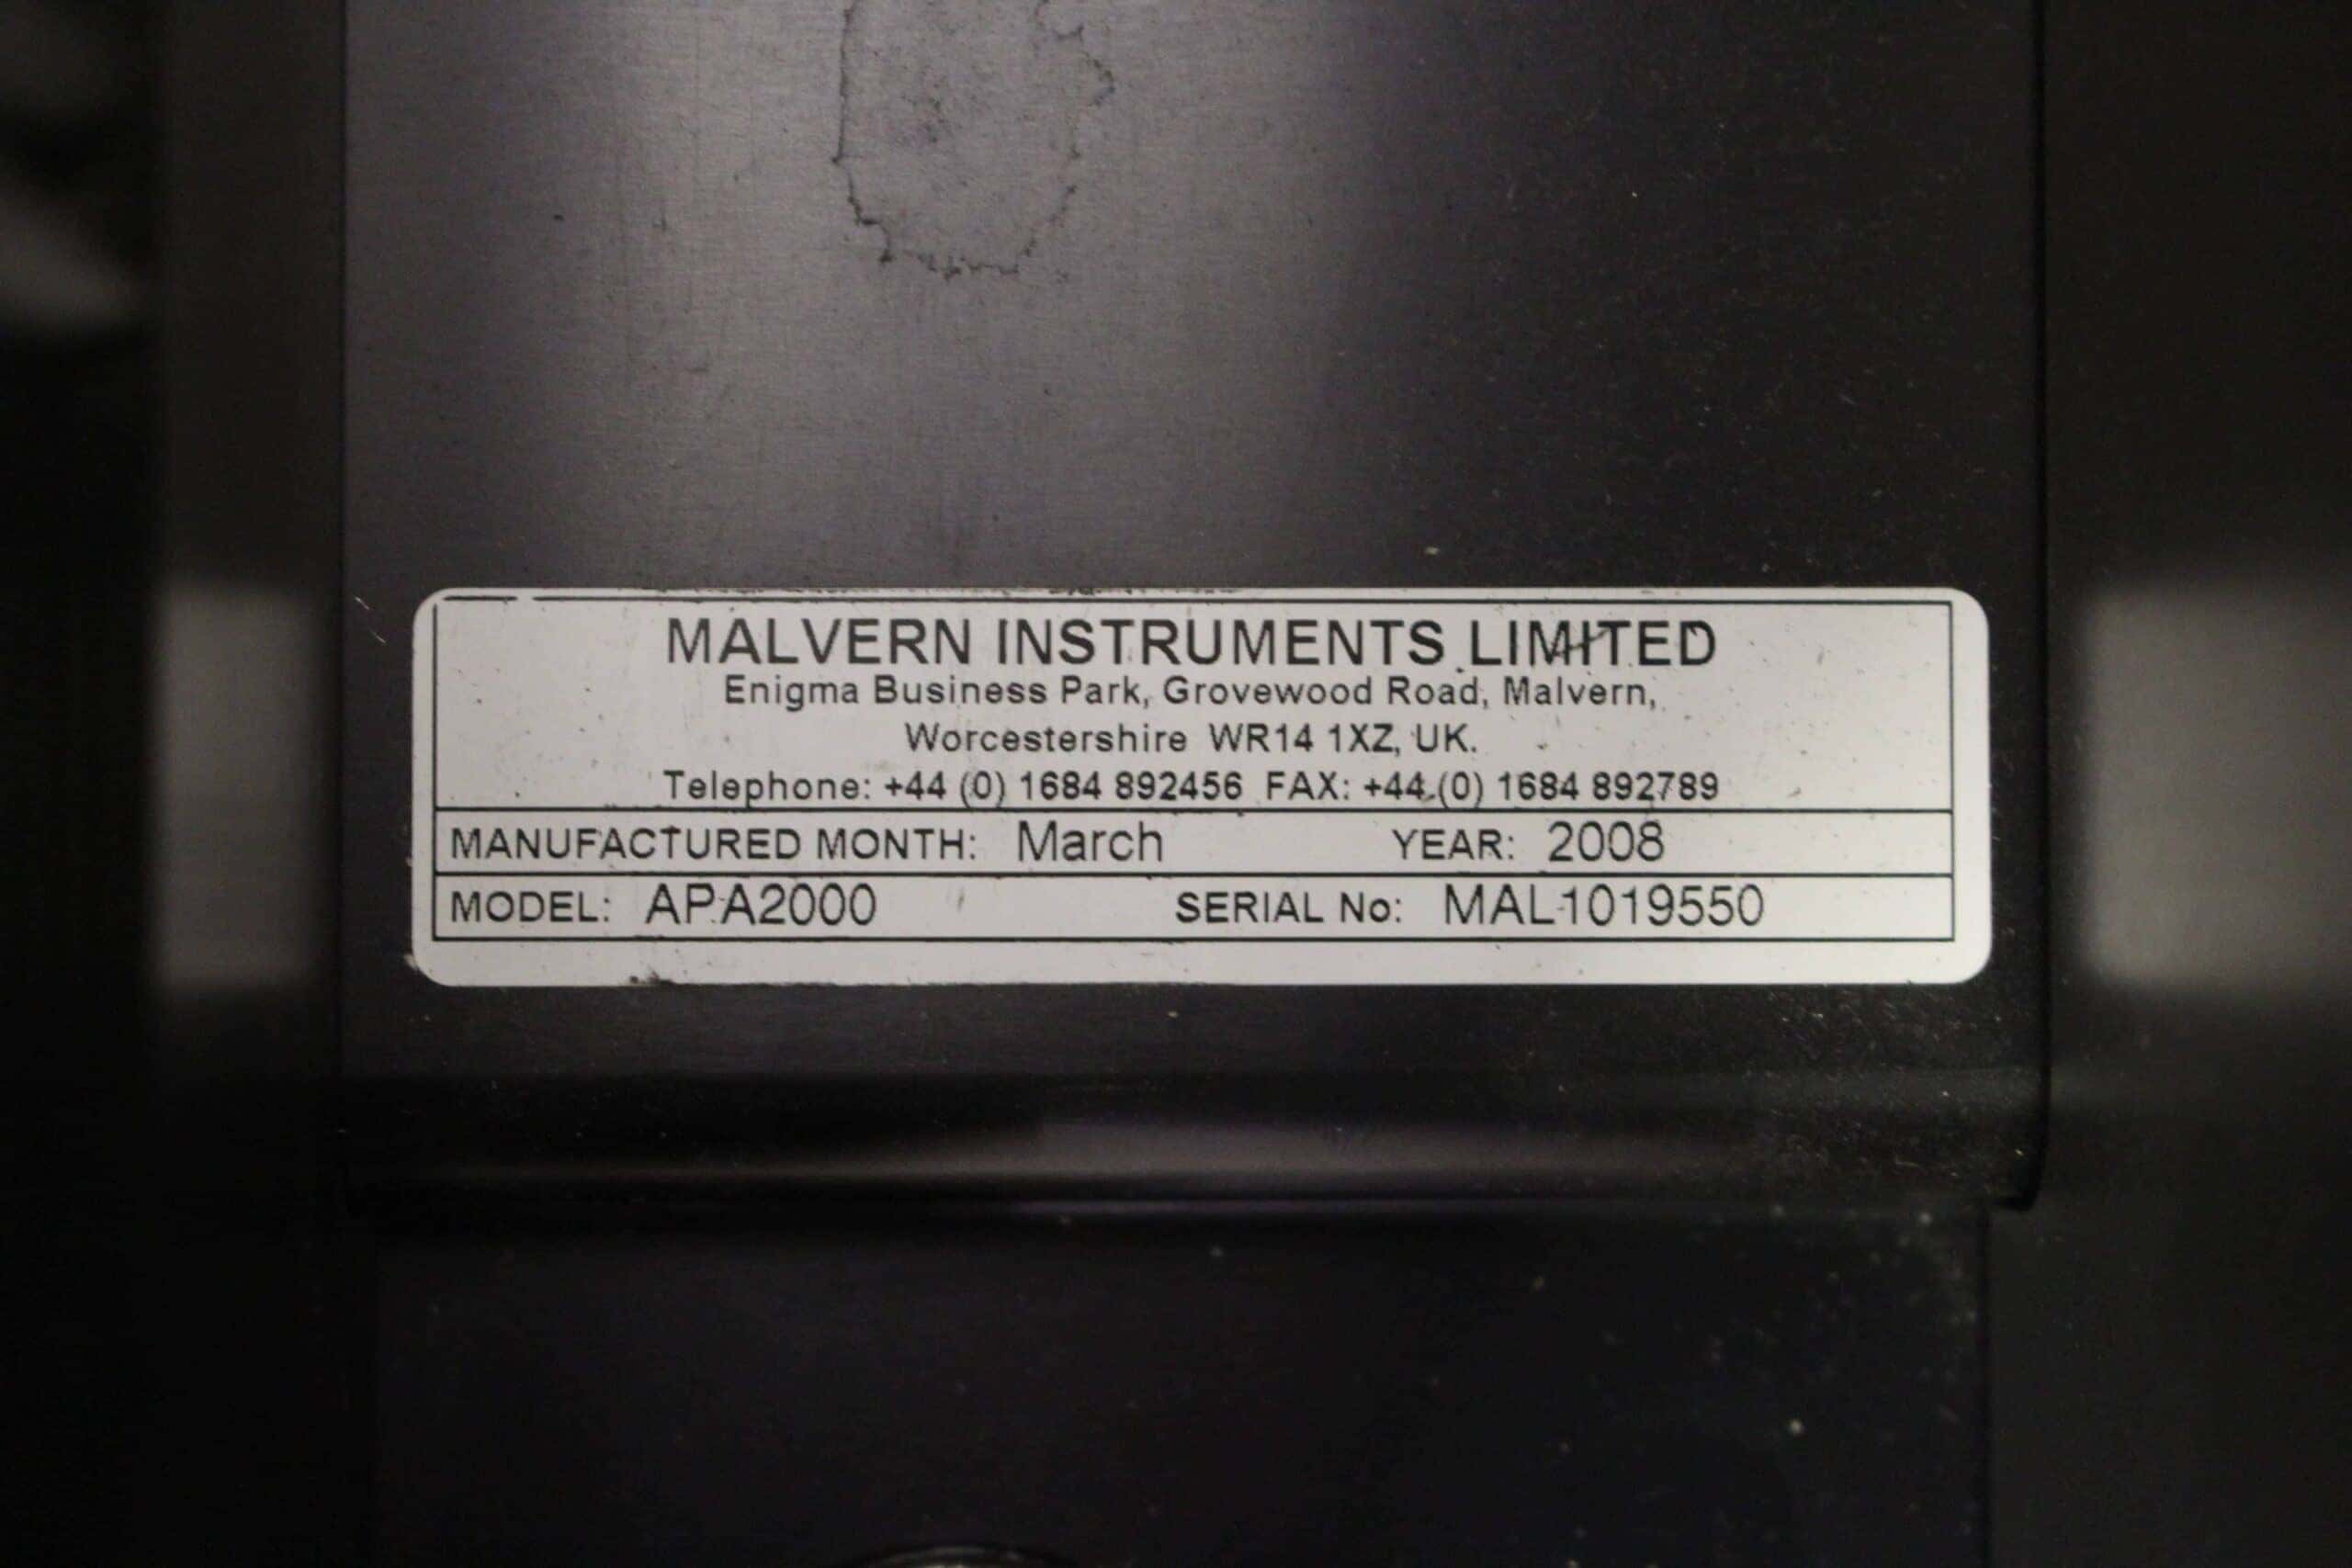 MALVERN INSTRUMENTS LIMITED
Enigma Business Park, Grovewood Road, Malvern,
Worcestershire WR14 1XZ, UK.
Telephone: +44 (0) 1684 892456 FAX: +44 (0) 1684 892789
MANUFACTURED MONTH: March YEAR: 2008
MODEL: APA2000 SERIAL No: MAL1019550